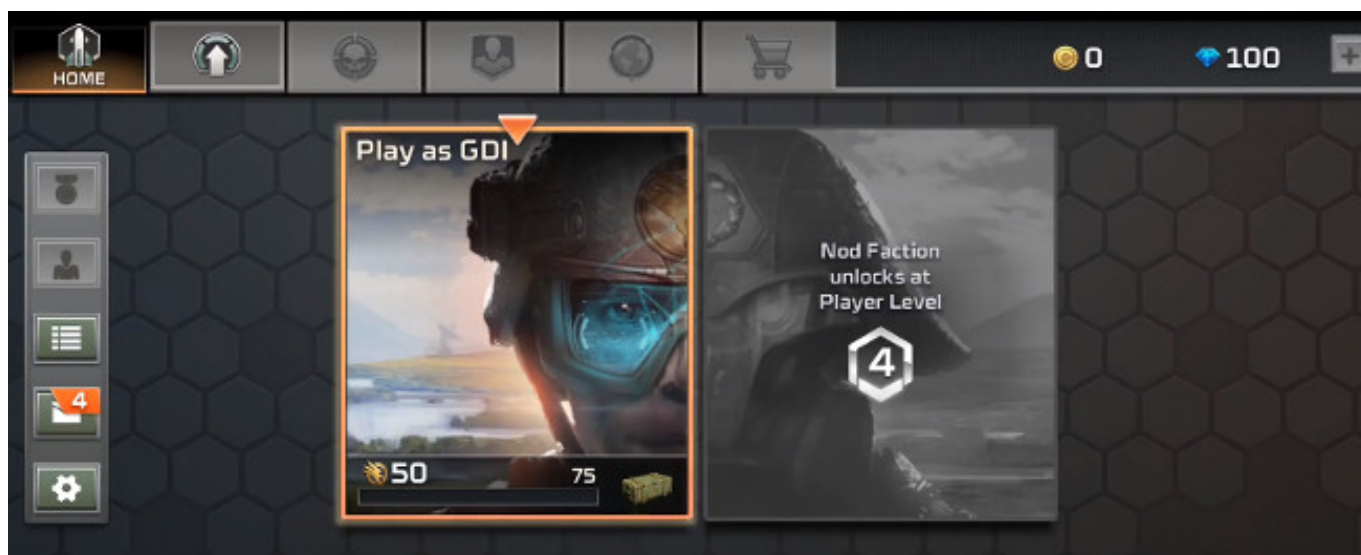 HOME
0
100
Play as GDI
Nod Faction
unlocks at
Player Level
4
4
50
75